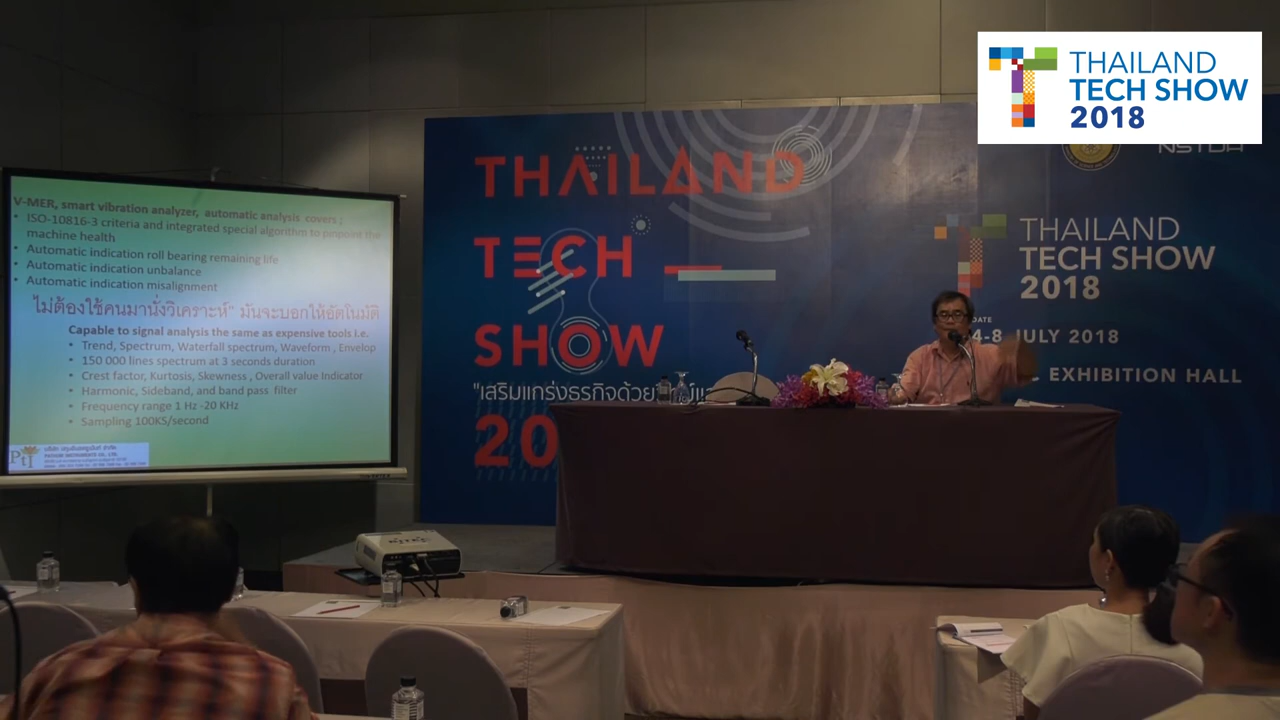 THAILAND
TECH SHOW
2018
V-MER, smart vibration analyzer, automatic analysis covers ;
• ISO-10816-3 criteria and integrated special algorithm to pinpoint the
machine health
• Automatic indication roll bearing remaining life
• Automatic indication unbalance
• Automatic indication misalignment
ไม่ต้องใช้คนมานั่งวิเคราะห์" มันจะบอกให้อัตโนมัติ
Capable to signal analysis the same as expensive tools I.e.
• Trend, Spectrum, Waterfall spectrum, Waveform , Envelop
• 150 000 lines spectrum at 3 seconds duration
• Crest factor, Kurtosis, Skewness , Overall value Indicator
• Harmonic, Sideband, and band pass filter
• Frequency range 1 Hz -20 KHz
• Sampling 100KS/second
PtI
THAILAND
TECH
SHOW
"เสริมแกร่งธุรกิจด้วย
20
NSTDA
THAILAND
TECH SHOW
2018
DATE
4-8 JULY 2018
EXHIBITION HALL